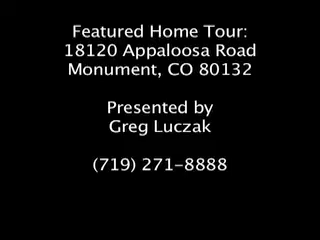 Featured Home Tour:
18120 Appaloosa Road
Monument, CO 80132
Presented by
Greg Luczak
(719) 271-8888